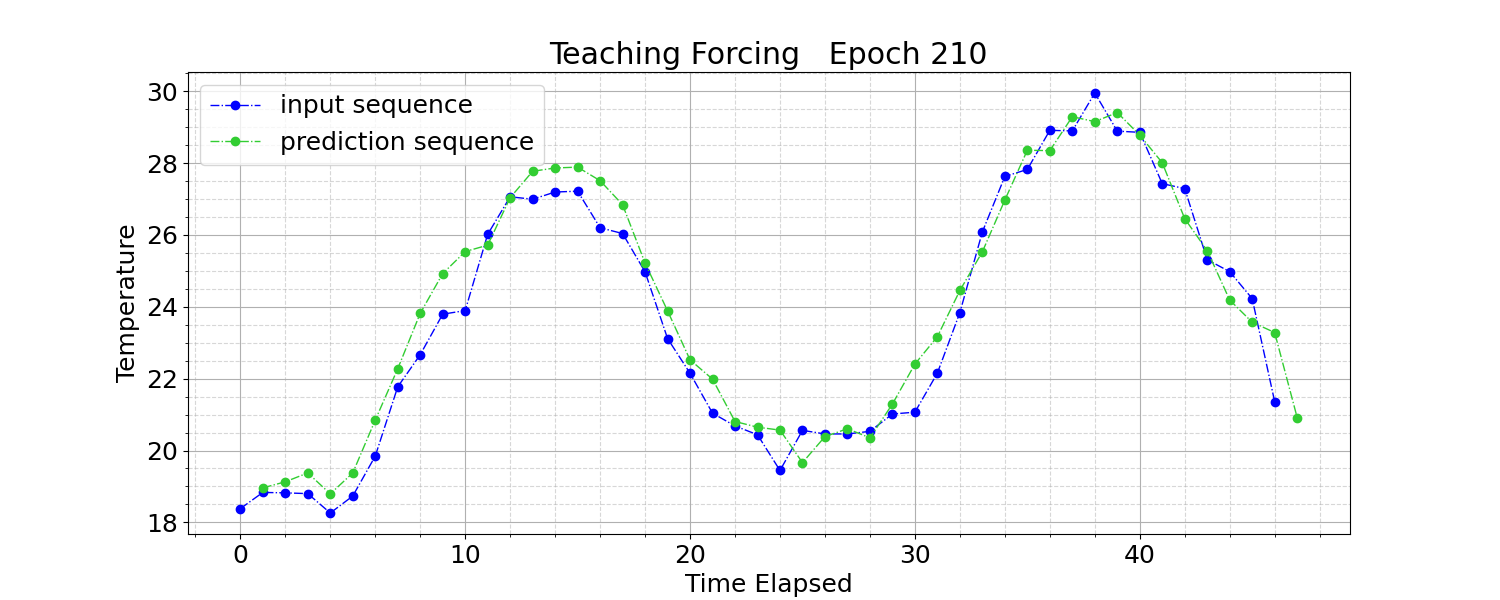 Teaching Forcing   Epoch 210
input sequence
prediction sequence
Temperature
30
28
26
24
22
20
18
0 10 20 30 40
Time Elapsed